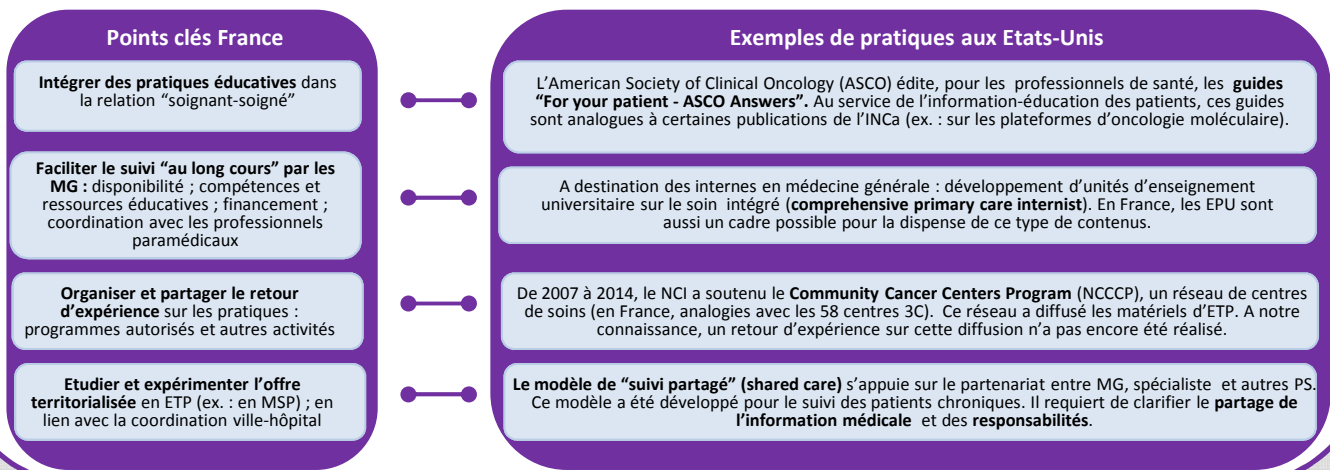 Points clés France
Intégrer des pratiques éducatives dans
la relation “soignant-soigné”
Faciliter le suivi “au long cours” par les
MG : disponibilité ; compétences et
ressources éducatives ; financement ;
coordination avec les professionnels
paramédicaux
Organiser et partager le retour
d’expérience sur les pratiques :
programmes autorisés et autres activités
Etudier et expérimenter l’offre
territorialisée en ETP (ex. : en MSP) ; en
lien avec la coordination ville-hôpital
Exemples de pratiques aux Etats-Unis
L’American Society of Clinical Oncology (ASCO) édite, pour les professionnels de santé, les guides
“For your patient - ASCO Answers”. Au service de l’information-éducation des patients, ces guides
sont analogues à certaines publications de l’INCa (ex. : sur les plateformes d’oncologie moléculaire).
A destination des internes en médecine générale : développement d’unités d’enseignement
universitaire sur le soin intégré (comprehensive primary care internist). En France, les EPU sont
aussi un cadre possible pour la dispense de ce type de contenus.
De 2007 à 2014, le NCI a soutenu le Community Cancer Centers Program (NCCCP), un réseau de centres
de soins (en France, analogies avec les 58 centres 3C). Ce réseau a diffusé les matériels d’ETP. A notre
connaissance, un retour d’expérience sur cette diffusion n’a pas encore été réalisé.
Le modèle de “suivi partagé” (shared care) s’appuie sur le partenariat entre MG, spécialiste et autres PS.
Ce modèle a été développé pour le suivi des patients chroniques. Il requiert de clarifier le partage de
l’information médicale et des responsabilités.